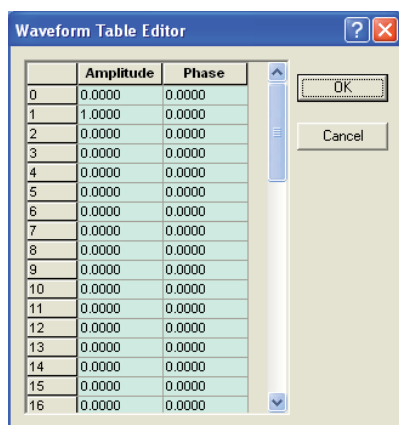 Waveform Table Editor
Amplitude Phase
0 0.0000 0.0000
1 1.0000 0.0000
2 0.0000 0.0000
3 0.0000 0.0000
4 0.0000 0.0000
5 0.0000 0.0000
6 0.0000 0.0000
7 0.0000 0.0000
8 0.0000 0.0000
9 0.0000 0.0000
10 0.0000 0.0000
11 0.0000 0.0000
12 0.0000 0.0000
13 0.0000 0.0000
14 0.0000 0.0000
15 0.0000 0.0000
16 0.0000 0.0000
OK
Cancel